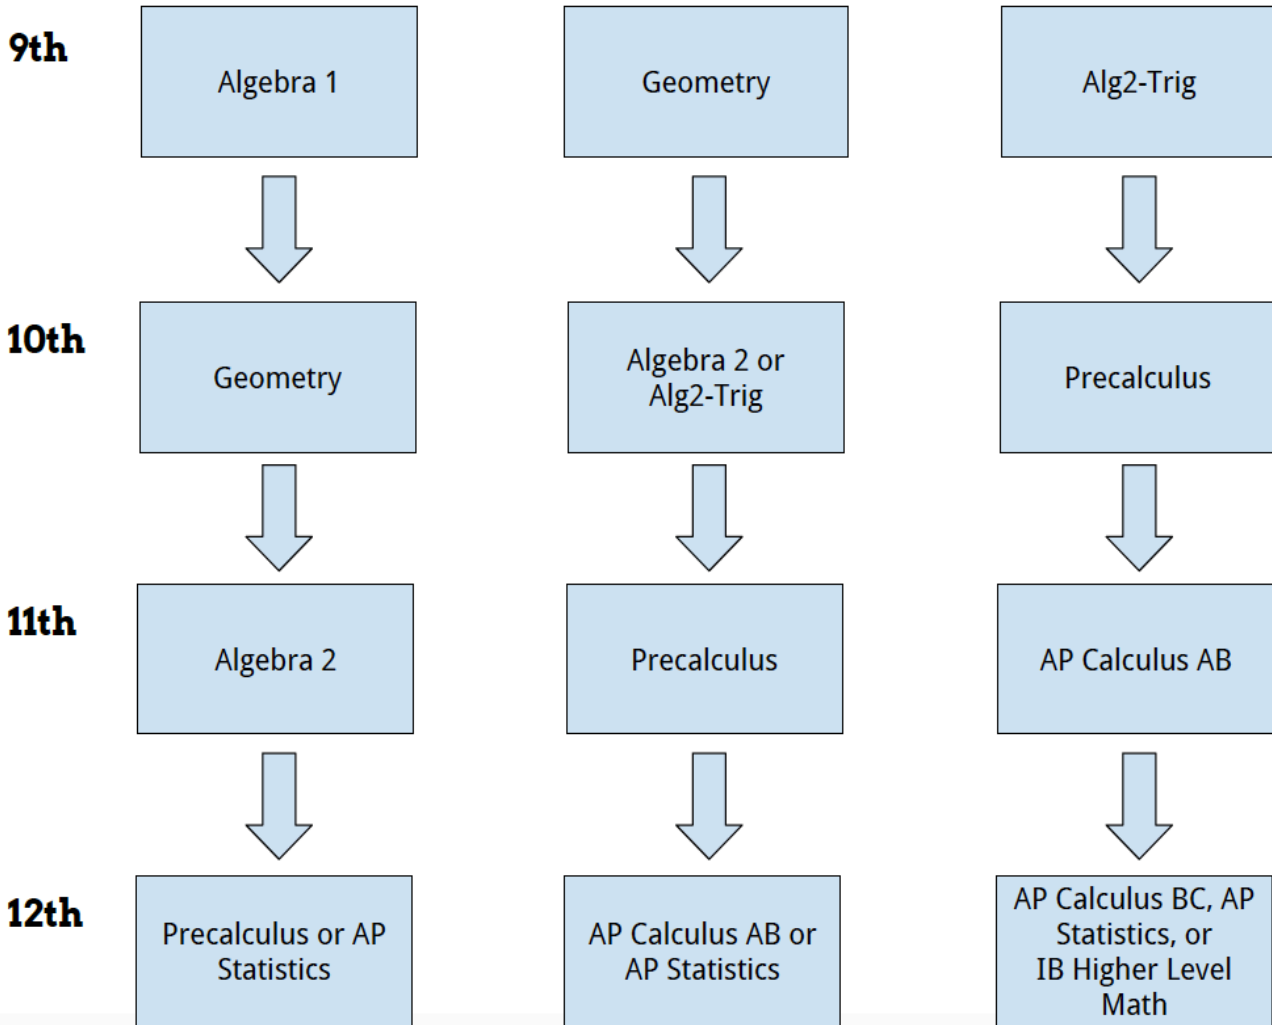 9th
Algebra 1
Geometry
Alg2-Trig
10th
Geometry
Algebra 2 or
Alg2-Trig
Precalculus
11th
Algebra 2
Precalculus
AP Calculus AB
12th
Precalculus or AP
Statistics
AP Calculus AB or
AP Statistics
AP Calculus BC, AP
Statistics, or
IB Higher Level
Math